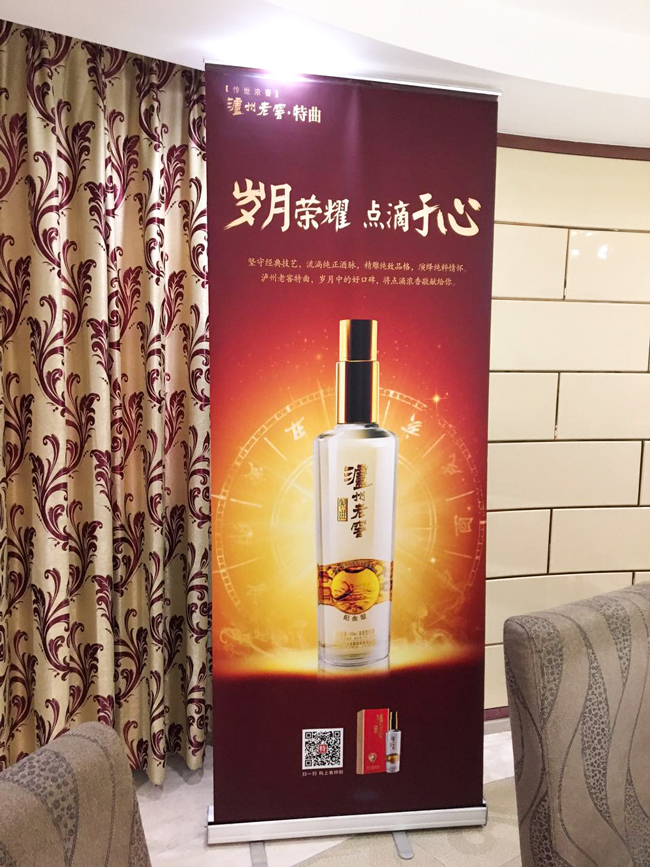 【传世浓香】
泸州老窖·特曲
岁月荣耀 点滴于心
坚守经典技艺，流淌纯正酒脉，精雕纯致品格，演绎纯粹情怀。
泸州老窖特曲，岁月中的好口碑，将点滴浓香敬献给你。
泸州老窖
特曲
扫一扫 码上有特别